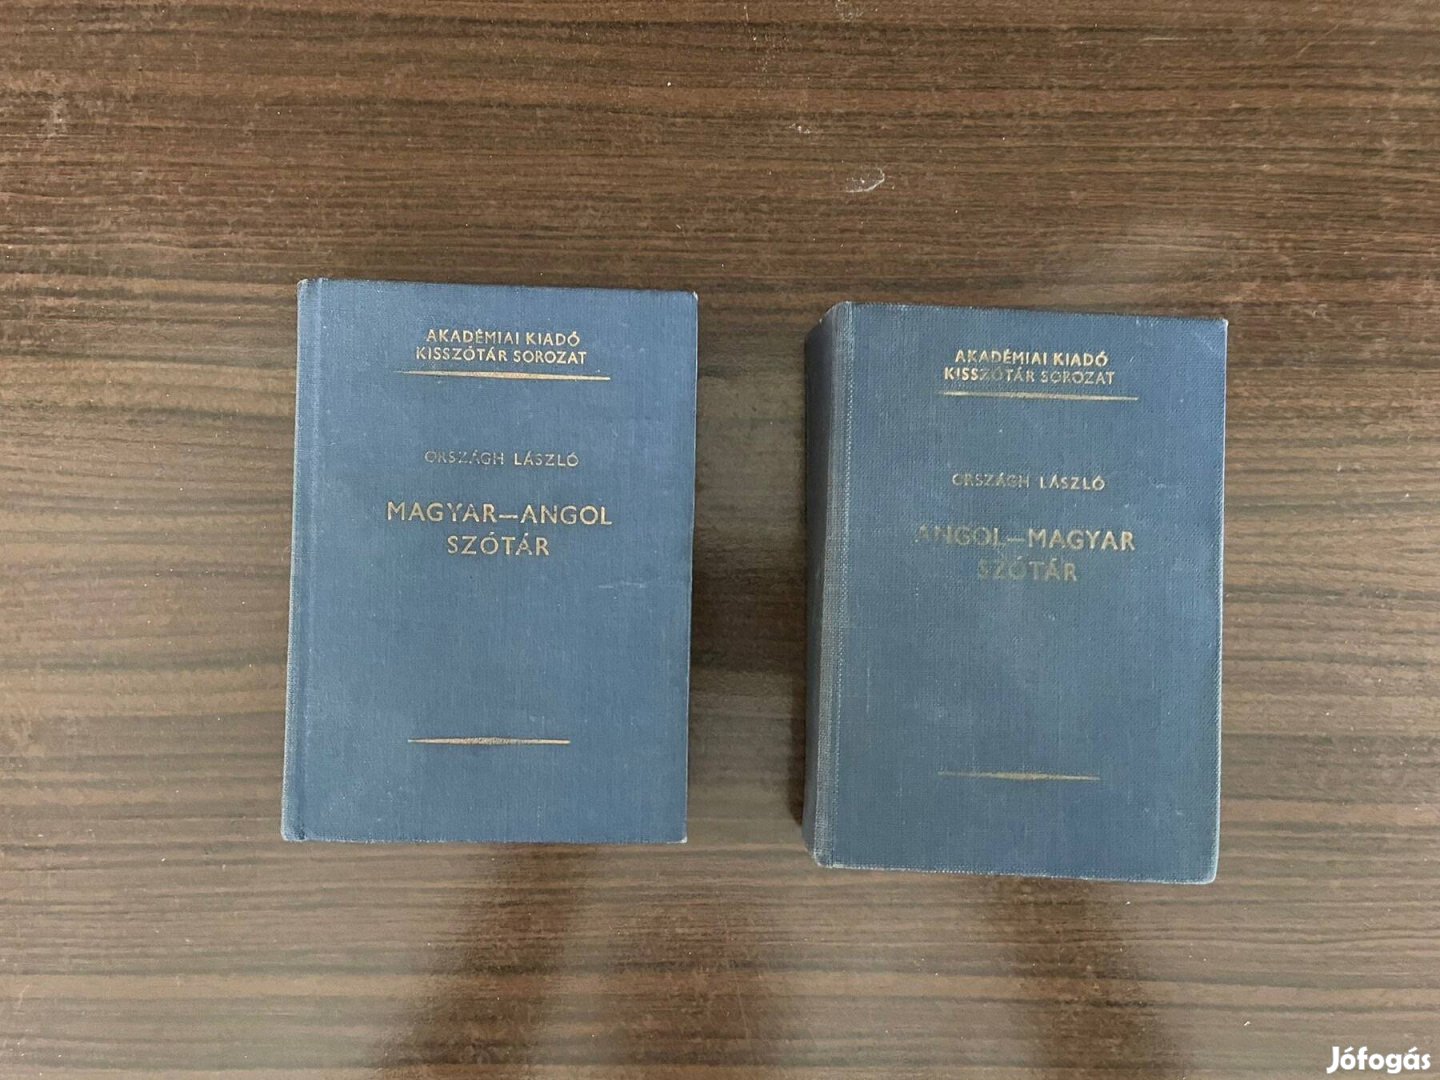 AKADÉMIAI KIADÓ
KISSZÓTÁR SOROZAT
ORSZÁGH LÁSZLÓ
MAGYAR—ANGOL
SZÓTÁR
AKADÉMIAI KIADÓ
KISSZÓTÁR SOROZAT
ORSZÁGH LÁSZLÓ
ANGOL—MAGYAR
SZÓTÁR
Jófogás